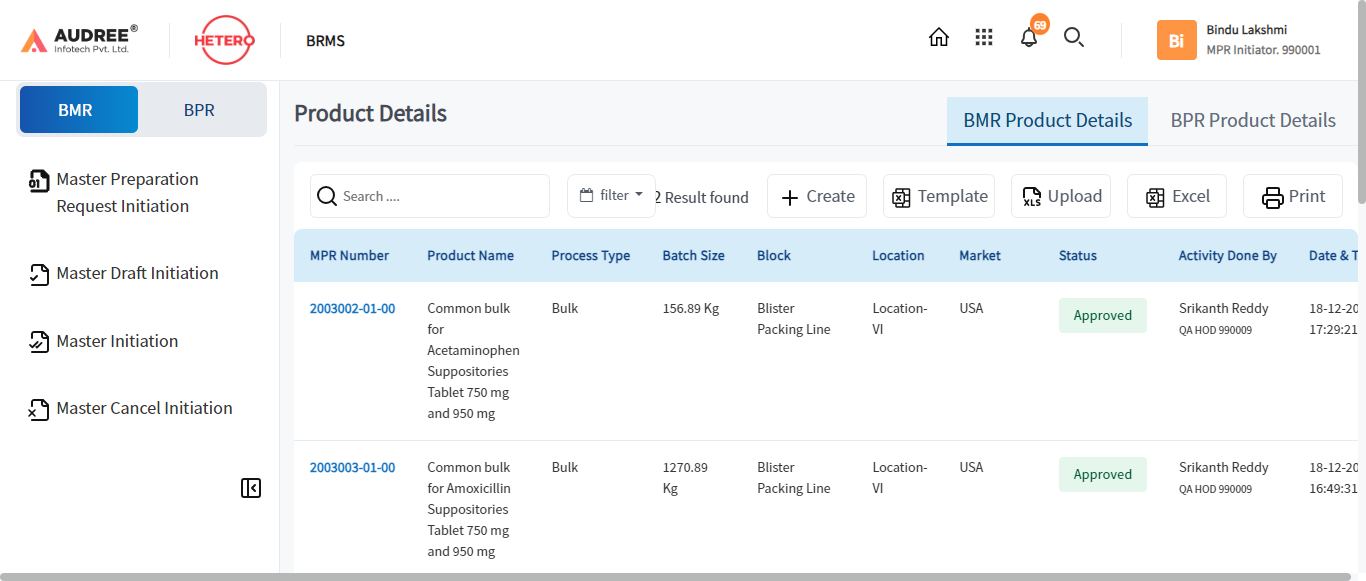 AUDREE®
Infotech Pvt. Ltd.
HETERO
BRMS
69
Bi
Bindu Lakshmi
MPR Initiator. 990001
BMR
BPR
Master Preparation
Request Initiation
Master Draft Initiation
Master Initiation
Master Cancel Initiation
Product Details
BMR Product Details
BPR Product Details
Search ....
filter
2 Result found
Create
Template
Upload
Excel
Print
MPR Number Product Name Process Type Batch Size Block Location Market Status Activity Done By Date & T
2003002-01-00 Common bulk Bulk 156.89 Kg Blister Location- USA Approved Srikanth Reddy 18-12-20
for Packing Line VI QA HOD 990009 17:29:21
Acetaminophen
Suppositories
Tablet 750 mg
and 950 mg
2003003-01-00 Common bulk Bulk 1270.89 Blister Location- USA Approved Srikanth Reddy 18-12-20
for Amoxicillin Kg Packing Line VI QA HOD 990009 16:49:31
Suppositories
Tablet 750 mg
and 950 mg